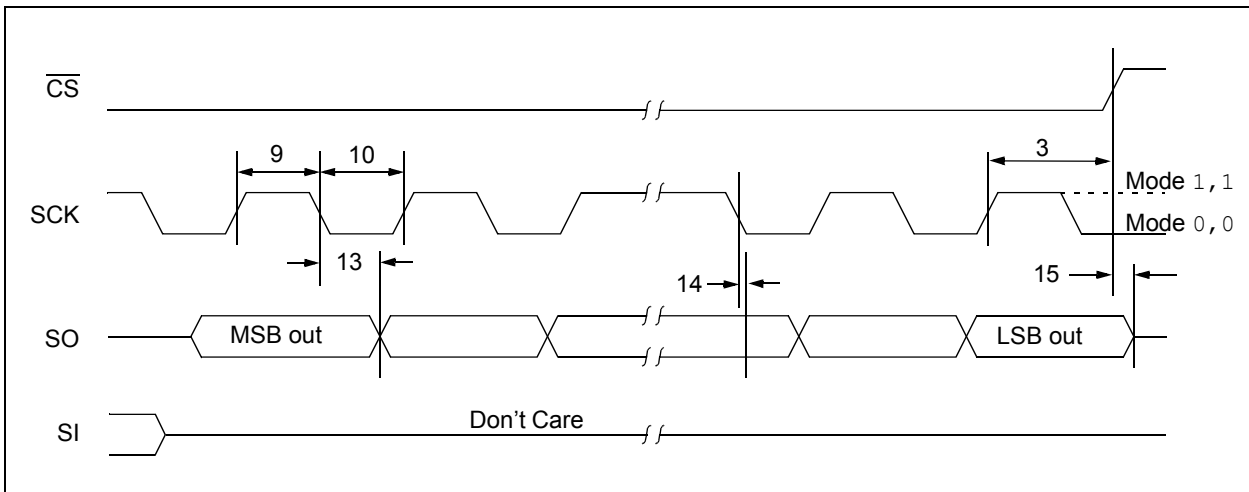 C̅S̅
9
10
3
Mode 1,1
SCK
Mode 0,0
13
14
15
SO
MSB out
LSB out
SI
Don't Care